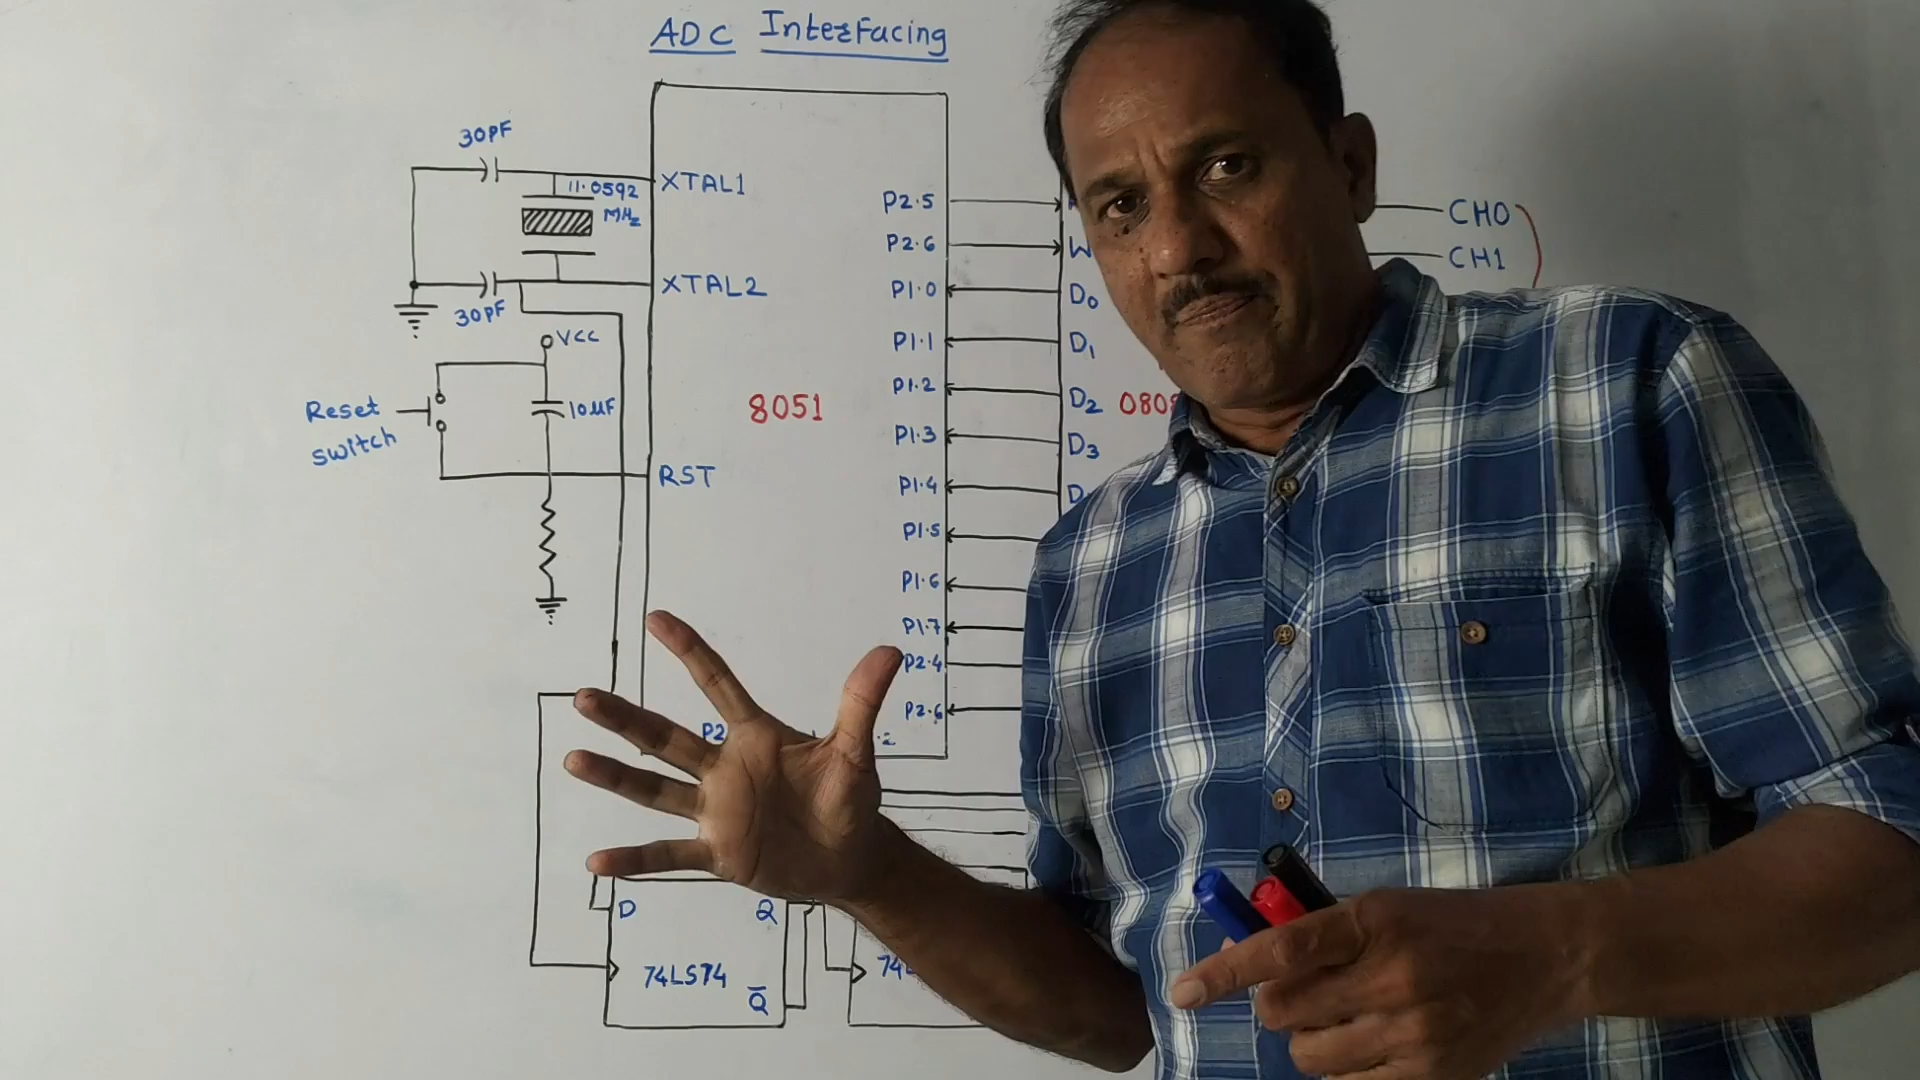 ADC Interfacing
30PF
XTAL1
11.0592
MHz
30PF
XTAL2
VCC
Reset
switch
10µF
RST
8051
P2.5
P2.6
P1.0
P1.1
P1.2
P1.3
P1.4
P1.5
P1.6
P1.7
P2.4
P2.6
D0
D1
D2
D3
CH0
CH1
D
Q
74LS74
Q̅